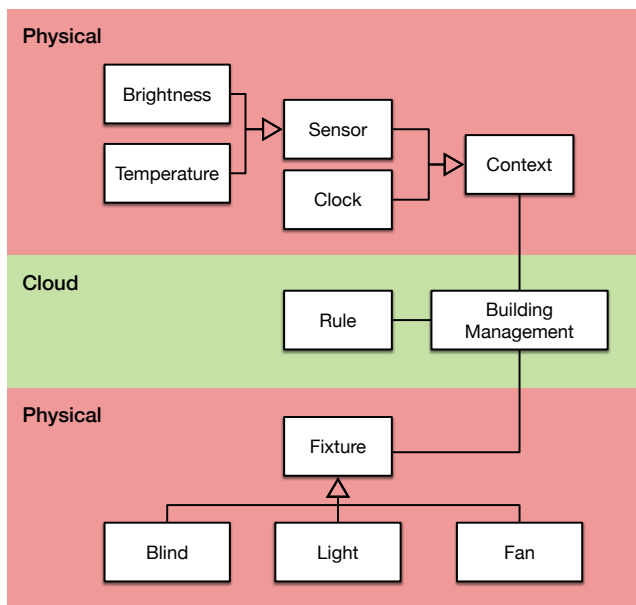 Physical
Brightness
Sensor
Temperature
Context
Clock
Cloud
Rule
Building
Management
Physical
Fixture
Blind
Light
Fan